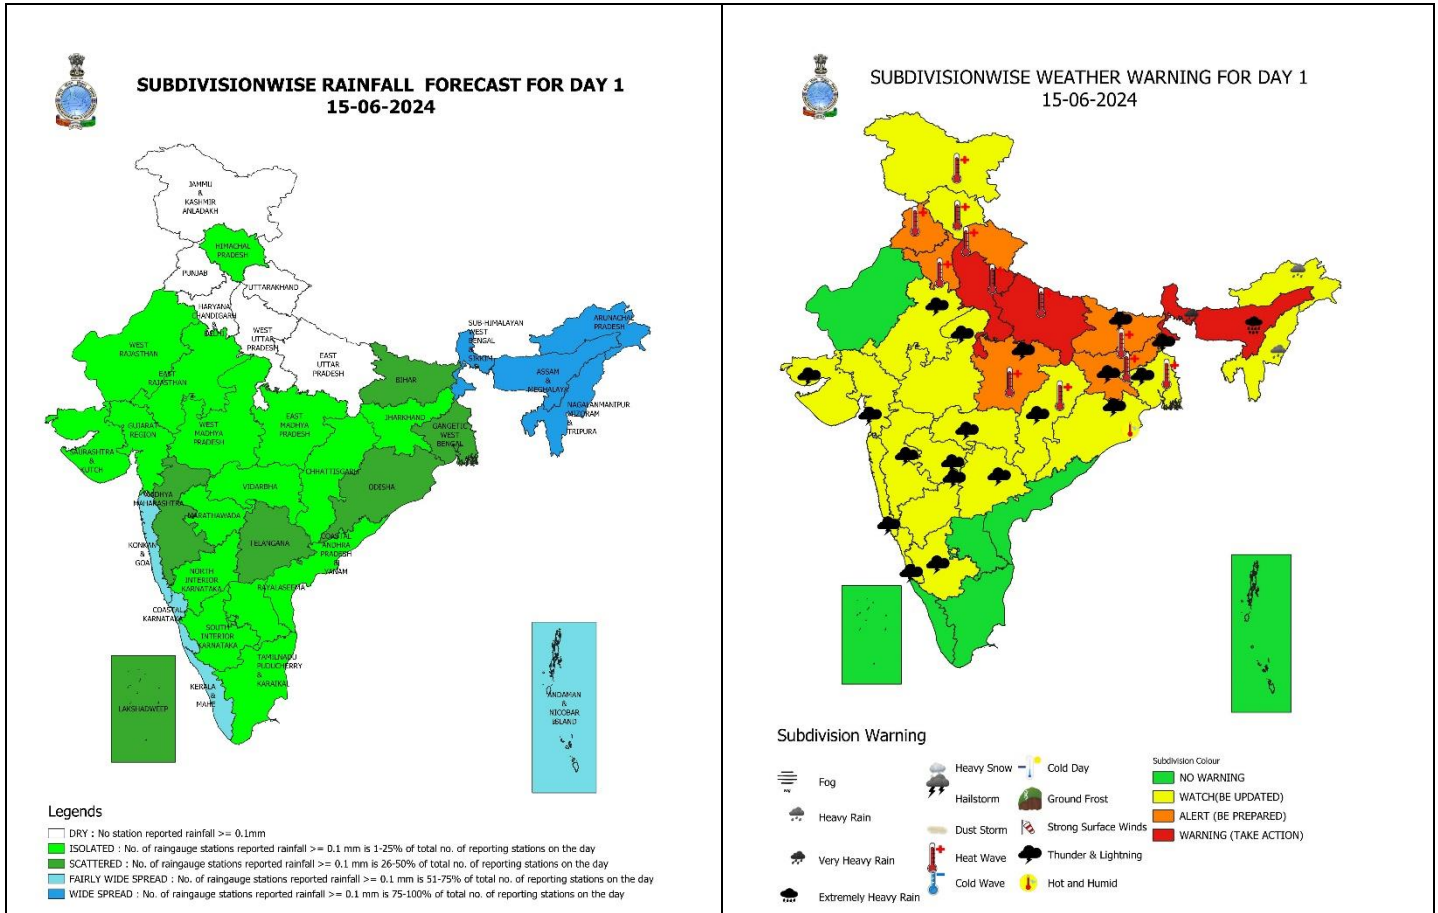 SUBDIVISIONWISE RAINFALL FORECAST FOR DAY 1
15-06-2024
JAMMU
&
KASHMIR
ANLADAKH
HIMACHAL
PRADESH
PUNJAB
UTTARAKHAND
HARYANA
CHANDIGARH
&
DELHI
WEST
UTTAR
PRADESH
EAST
UTTAR
PRADESH
WEST
RAJASTHAN
EAST
RAJASTHAN
SUB-HIMALAYAN
WEST
BENGAL
&
SIKKIM
ARUNACHAL
PRADESH
ASSAM
&
MEGHALAYA
NAGALANMANIPUR
MIZORAM
&
TRIPURA
BIHAR
JHARKHAND
GANGETIC
WEST
BENGAL
GUJARAT
REGION
WEST
MADHYA
PRADESH
EAST
MADHYA
PRADESH
SAURASHTRA
&
KUTCH
CHHATTISGARH
ODISHA
VIDARBHA
MADHYA
MAHARASHTRA
MARATHAWADA
KONKAN
&
GOA
TELANGANA
COASTAL
ANDHRA
PRADESH
&
YANAM
NORTH
INTERIOR
KARNATAKA
RAYALASEEMA
COASTAL
KARNATAKA
SOUTH
INTERIOR
KARNATAKA
TAMILNADU
PUDUCHERRY
&
KARAIKAL
KERALA
&
MAHE
LAKSHADWEEP
ANDAMAN
&
NICOBAR
ISLAND
Legends
DRY : No station reported rainfall >= 0.1mm
ISOLATED : No. of raingauge stations reported rainfall >= 0.1 mm is 1-25% of total no. of reporting stations on the day
SCATTERED : No. of raingauge stations reported rainfall >= 0.1 mm is 26-50% of total no. of reporting stations on the day
FAIRLY WIDE SPREAD : No. of raingauge stations reported rainfall >= 0.1 mm is 51-75% of total no. of reporting stations on the day
WIDE SPREAD : No. of raingauge stations reported rainfall >= 0.1 mm is 75-100% of total no. of reporting stations on the day
SUBDIVISIONWISE WEATHER WARNING FOR DAY 1
15-06-2024
Subdivision Warning
Fog
Heavy Rain
Very Heavy Rain
Extremely Heavy Rain
Heavy Snow
Hailstorm
Dust Storm
Heat Wave
Cold Wave
Cold Day
Ground Frost
Strong Surface Winds
Thunder & Lightning
Hot and Humid
Subdivision Colour
NO WARNING
WATCH(BE UPDATED)
ALERT (BE PREPARED)
WARNING (TAKE ACTION)